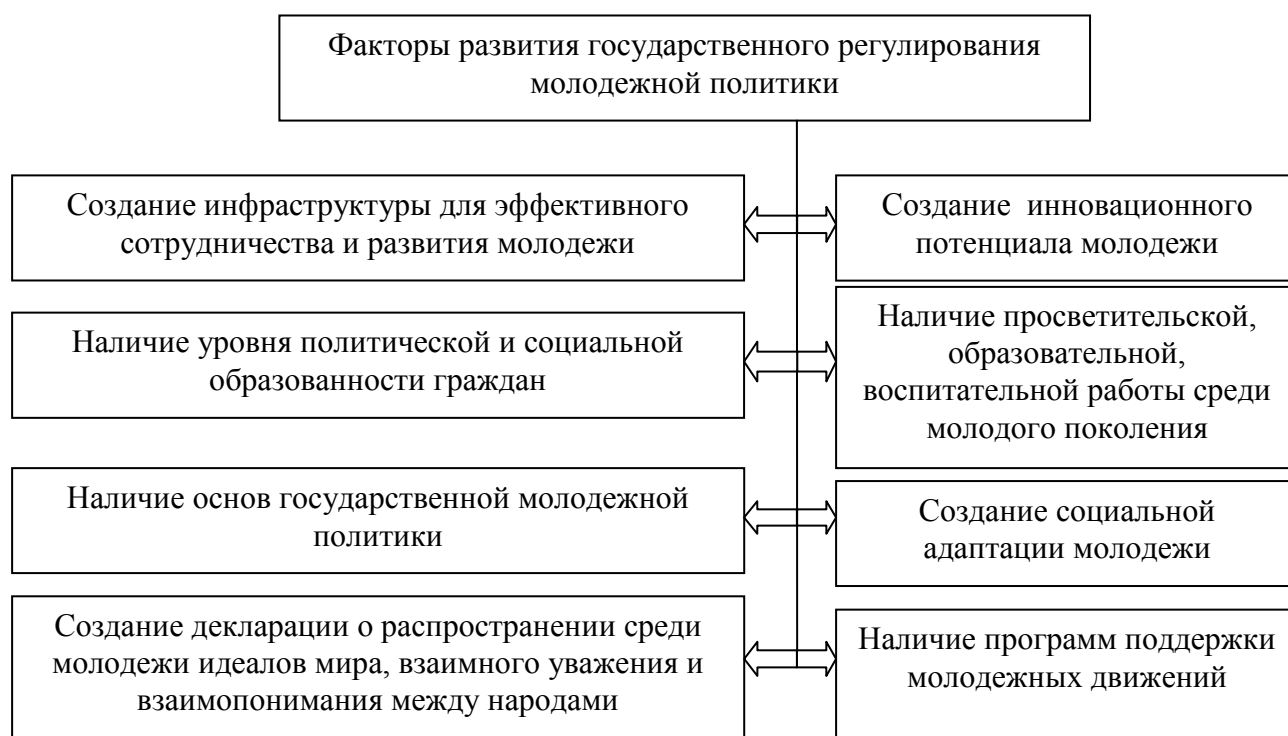 Факторы развития государственного регулирования
молодежной политики
Создание инфраструктуры для эффективного
сотрудничества и развития молодежи
Создание инновационного
потенциала молодежи
Наличие уровня политической и социальной
образованности граждан
Наличие просветительской,
образовательной,
воспитательной работы среди
молодого поколения
Наличие основ государственной молодежной
политики
Создание социальной
адаптации молодежи
Создание декларации о распространении среди
молодежи идеалов мира, взаимного уважения и
взаимопонимания между народами
Наличие программ поддержки
молодежных движений